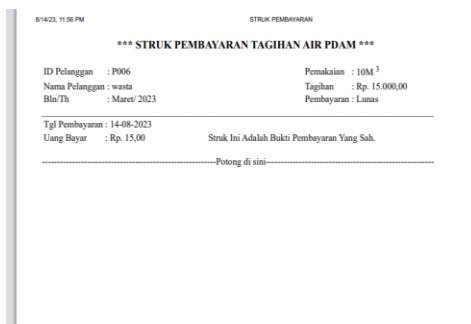 8/14/23, 11:56 PM STRUK PEMBAYARAN
*** STRUK PEMBAYARAN TAGIHAN AIR PDAM ***
ID Pelanggan : P006 Pemakaian : 10M 3
Nama Pelanggan : wasta Tagihan : Rp. 15.000,00
Bln/Th : Maret/ 2023 Pembayaran : Lunas
Tgl Pembayaran : 14-08-2023
Uang Bayar : Rp. 15,00 Struk Ini Adalah Bukti Pembayaran Yang Sah.
--------------------Potong di sini--------------------